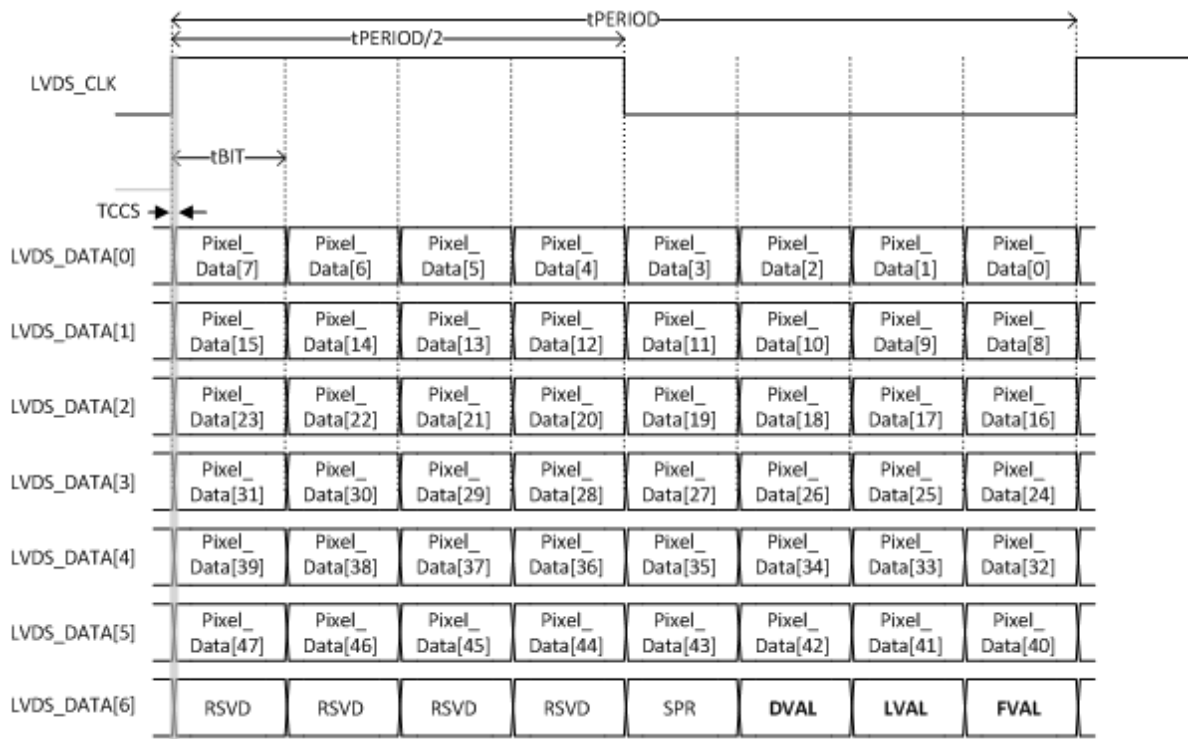 tPERIOD
tPERIOD/2
LVDS_CLK
tBIT
TCCS
LVDS_DATA[0] Pixel_ Pixel_ Pixel_ Pixel_ Pixel_ Pixel_ Pixel_ Pixel_
Data[7] Data[6] Data[5] Data[4] Data[3] Data[2] Data[1] Data[0]
LVDS_DATA[1] Pixel_ Pixel_ Pixel_ Pixel_ Pixel_ Pixel_ Pixel_ Pixel_
Data[15] Data[14] Data[13] Data[12] Data[11] Data[10] Data[9] Data[8]
LVDS_DATA[2] Pixel_ Pixel_ Pixel_ Pixel_ Pixel_ Pixel_ Pixel_ Pixel_
Data[23] Data[22] Data[21] Data[20] Data[19] Data[18] Data[17] Data[16]
LVDS_DATA[3] Pixel_ Pixel_ Pixel_ Pixel_ Pixel_ Pixel_ Pixel_ Pixel_
Data[31] Data[30] Data[29] Data[28] Data[27] Data[26] Data[25] Data[24]
LVDS_DATA[4] Pixel_ Pixel_ Pixel_ Pixel_ Pixel_ Pixel_ Pixel_ Pixel_
Data[39] Data[38] Data[37] Data[36] Data[35] Data[34] Data[33] Data[32]
LVDS_DATA[5] Pixel_ Pixel_ Pixel_ Pixel_ Pixel_ Pixel_ Pixel_ Pixel_
Data[47] Data[46] Data[45] Data[44] Data[43] Data[42] Data[41] Data[40]
LVDS_DATA[6] RSVD RSVD RSVD RSVD SPR DVAL LVAL FVAL